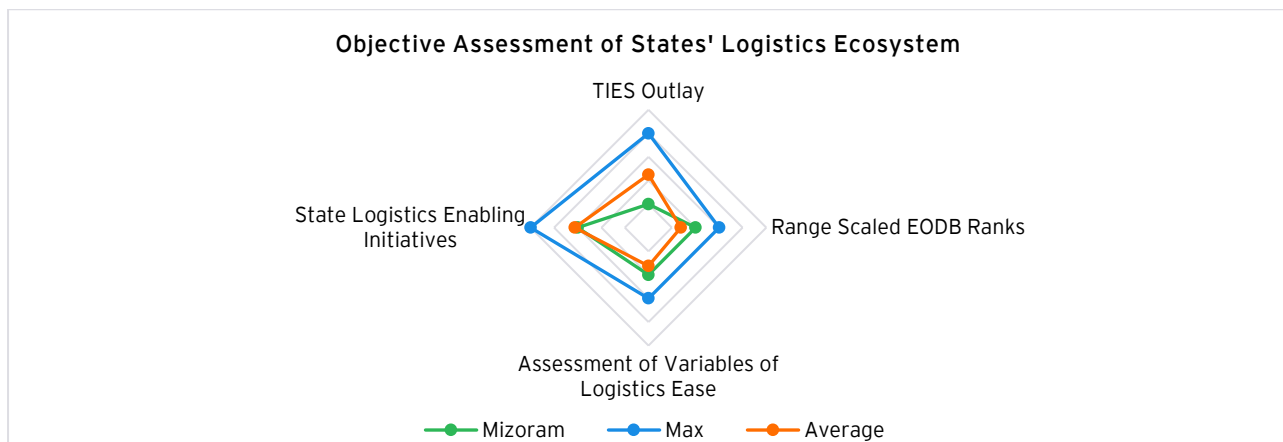 Objective Assessment of States' Logistics Ecosystem
TIES Outlay
State Logistics Enabling
Initiatives
Range Scaled EODB Ranks
Assessment of Variables of
Logistics Ease
Mizoram
Max
Average